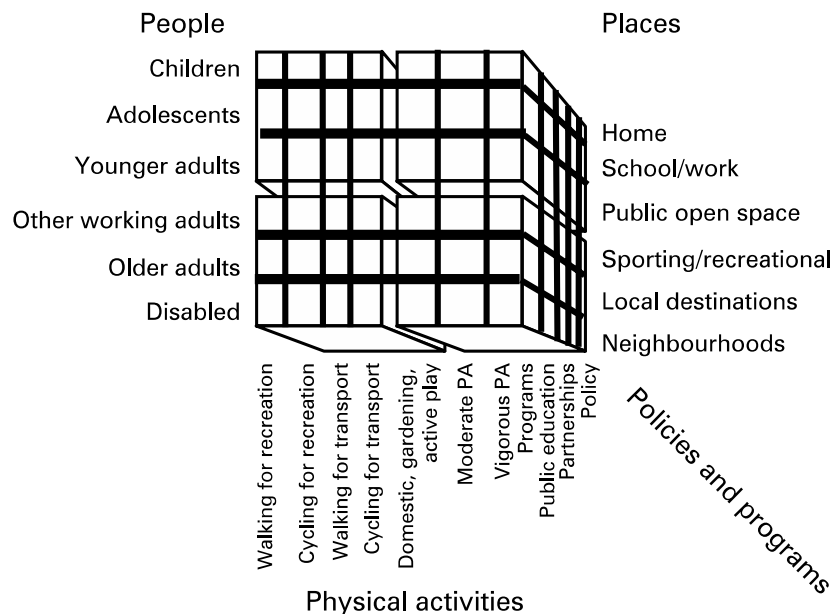 People
Places
Children
Adolescents
Younger adults
Other working adults
Older adults
Disabled
Home
School/work
Public open space
Sporting/recreational
Local destinations
Neighbourhoods
Walking for recreation
Cycling for recreation
Walking for transport
Cycling for transport
Domestic, gardening,
active play
Moderate PA
Vigorous PA
Programs
Public education
Partnerships
Policy
Policies and programs
Physical activities